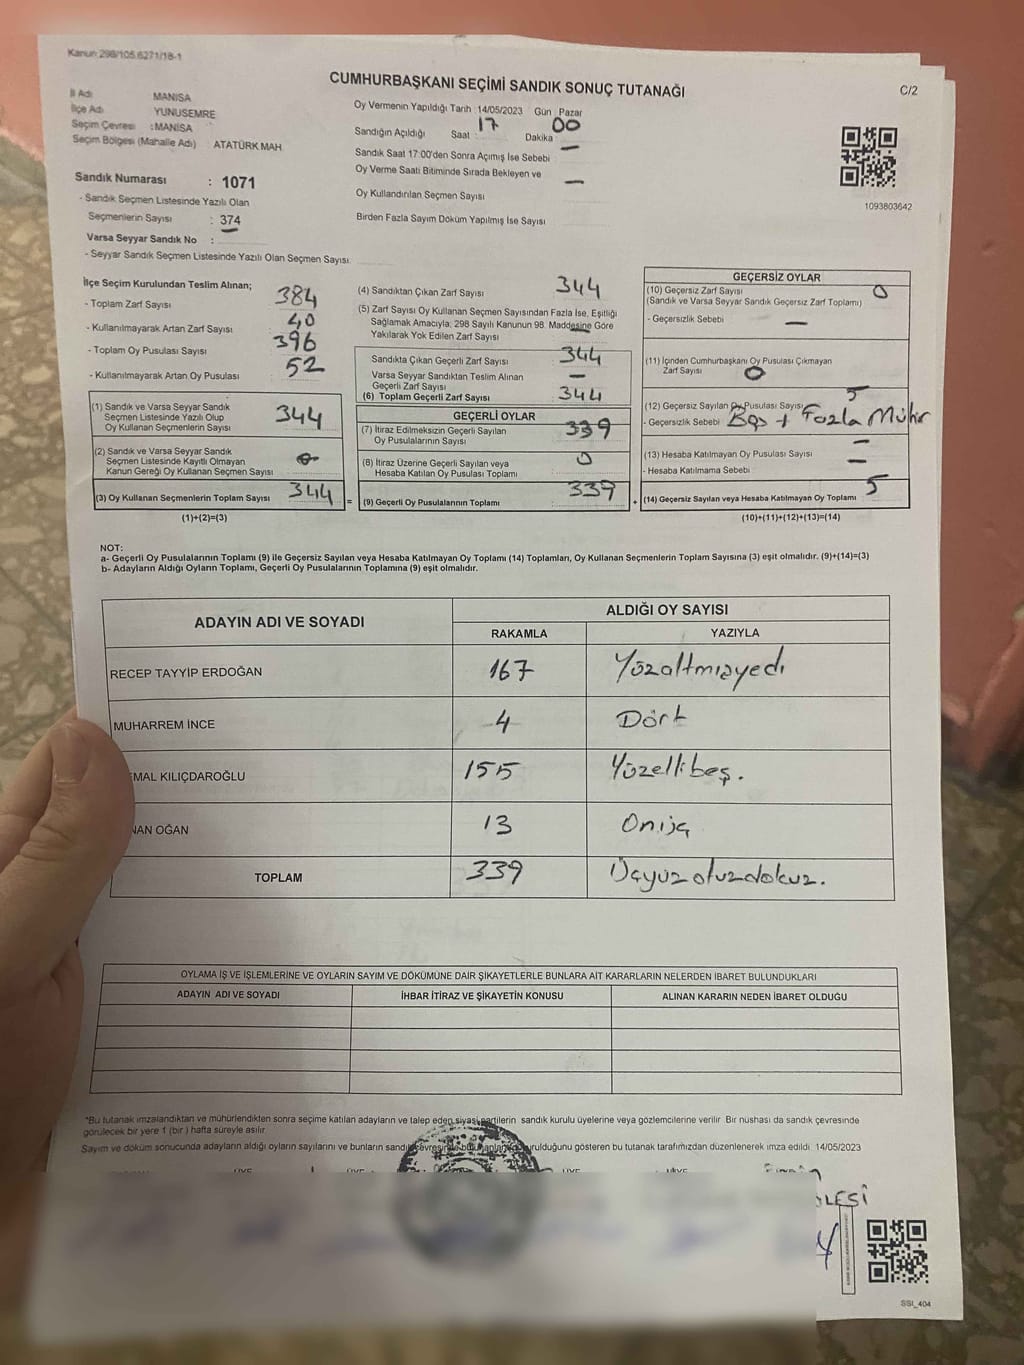 Kanun 298/105,6271/18-1
CUMHURBAŞKANI SEÇİMİ SANDIK SONUÇ TUTANAĞI
C/2
İl Adı MANİSA
İlçe Adı YUNUSEMRE
Seçim Çevresi :MANİSA
Seçim Bölgesi (Mahalle Adı) ATATÜRK MAH
Sandık Numarası : 1071
- Sandık Seçmen Listesinde Yazılı Olan
Seçmenlerin Sayısı : 374
Varsa Seyyar Sandık No :
- Seyyar Sandık Seçmen Listesinde Yazılı Olan Seçmen Sayısı
Oy Vermenin Yapıldığı Tarih : 14/05/2023 Gün : Pazar
Sandığın Açıldığı Saat 17 Dakika 00
Sandık Saat 17:00'den Sonra Açımış İse Sebebi —
Oy Verme Saati Bitiminde Sırada Bekleyen ve
Oy Kullandırılan Seçmen Sayısı —
Birden Fazla Sayım Döküm Yapılmış İse Sayısı
1093803642
İlçe Seçim Kurulundan Teslim Alınan;
- Toplam Zarf Sayısı 384
- Kullanılmayarak Artan Zarf Sayısı 40
- Toplam Oy Pusulası Sayısı 396
- Kullanılmayarak Artan Oy Pusulası 52
(1) Sandık ve Varsa Seyyar Sandık
Seçmen Listesinde Yazılı Olup
Oy Kullanan Seçmenlerin Sayısı 344
(2) Sandık ve Varsa Seyyar Sandık
Seçmen Listesinde Kayıtlı Olmayan
Kanun Gereği Oy Kullanan Seçmen Sayısı 0
(3) Oy Kullanan Seçmenlerin Toplam Sayısı 344 =
(1)+(2)=(3)
(4) Sandıktan Çıkan Zarf Sayısı 344
(5) Zarf Sayısı Oy Kullanan Seçmen Sayısından Fazla İse, Eşitliği
Sağlamak Amacıyla, 298 Sayılı Kanunun 98. Maddesine Göre
Yakılarak Yok Edilen Zarf Sayısı —
Sandıkta Çıkan Geçerli Zarf Sayısı 344
Varsa Seyyar Sandıktan Teslim Alınan
Geçerli Zarf Sayısı —
(6) Toplam Geçerli Zarf Sayısı 344
GEÇERLİ OYLAR
(7) İtiraz Edilmeksizin Geçerli Sayılan
Oy Pusulalarının Sayısı 339
(8) İtiraz Üzerine Geçerli Sayılan veya
Hesaba Katılan Oy Pusulası Toplamı 0
(9) Geçerli Oy Pusulalarının Toplamı 339 +
GEÇERSİZ OYLAR
(10) Geçersiz Zarf Sayısı 0
(Sandık ve Varsa Seyyar Sandık Geçersiz Zarf Toplamı)
- Geçersizlik Sebebi —
(11) İçinden Cumhurbaşkanı Oy Pusulası Çıkmayan
Zarf Sayısı 0
(12) Geçersiz Sayılan Oy Pusulası Sayısı 5
- Geçersizlik Sebebi Boş + Fazla Mühür
(13) Hesaba Katılmayan Oy Pusulası Sayısı —
- Hesaba Katılmama Sebebi —
(14) Geçersiz Sayılan veya Hesaba Katılmayan Oy Toplamı 5
(10)+(11)+(12)+(13)=(14)
NOT:
a- Geçerli Oy Pusulalarının Toplamı (9) ile Geçersiz Sayılan veya Hesaba Katılmayan Oy Toplamı (14) Toplamları, Oy Kullanan Seçmenlerin Toplam Sayısına (3) eşit olmalıdır. (9)+(14)=(3)
b- Adayların Aldığı Oyların Toplamı, Geçerli Oy Pusulalarının Toplamına (9) eşit olmalıdır.
ADAYIN ADI VE SOYADI
ALDIĞI OY SAYISI
RAKAMLA YAZIYLA
RECEP TAYYİP ERDOĞAN 167 Yüzaltmışyedi
MUHARREM İNCE 4 Dört
EMAL KILIÇDAROĞLU 155 Yüzellibeş.
NAN OĞAN 13 Onüç
TOPLAM 339 Üçyüzotuzdokuz.
OYLAMA İŞ VE İŞLEMLERİNE VE OYLARIN SAYIM VE DÖKÜMÜNE DAİR ŞİKAYETLERLE BUNLARA AİT KARARLARIN NELERDEN İBARET BULUNDUKLARI
ADAYIN ADI VE SOYADI İHBAR İTİRAZ VE ŞİKAYETİN KONUSU ALINAN KARARIN NEDEN İBARET OLDUĞU
*Bu tutanak imzalandıktan ve mühürlendikten sonra seçime katılan adayların ve talep eden siyasi partilerin sandık kurulu üyelerine veya gözlemcilerine verilir. Bir nüshası da sandık çevresinde
görülecek bir yere 1 (bir ) hafta süreyle asılır.
Sayım ve döküm sonucunda adayların aldığı oyların sayılarını ve bunların sandık çevresine duyurulduğunu gösteren bu tutanak tarafımızdan düzenlenerek imza edildi. 14/05/2023
ÜYE ÜYE ÜYE ÜYE
LESİ
SSI_404